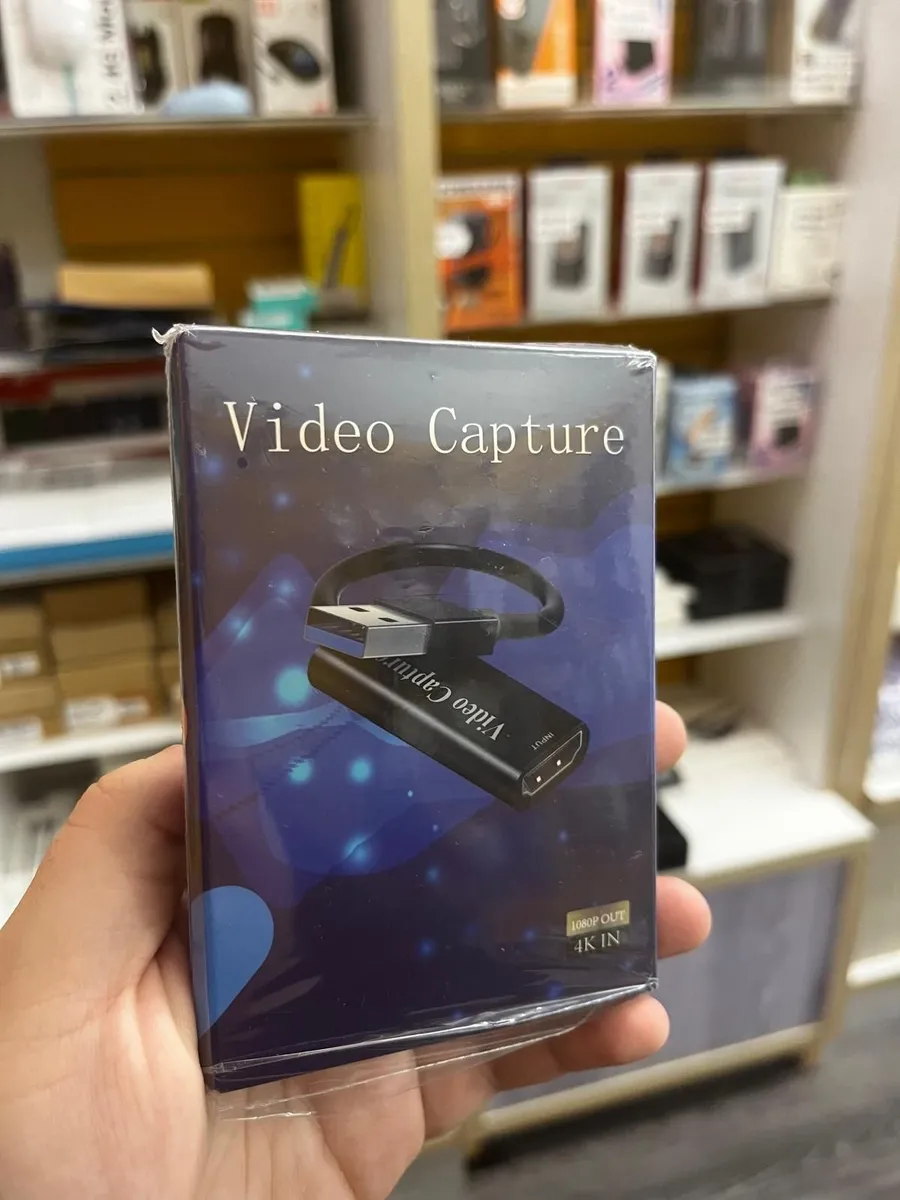 Video Capture
Video Capture
INPUT
1080P OUT
4K IN